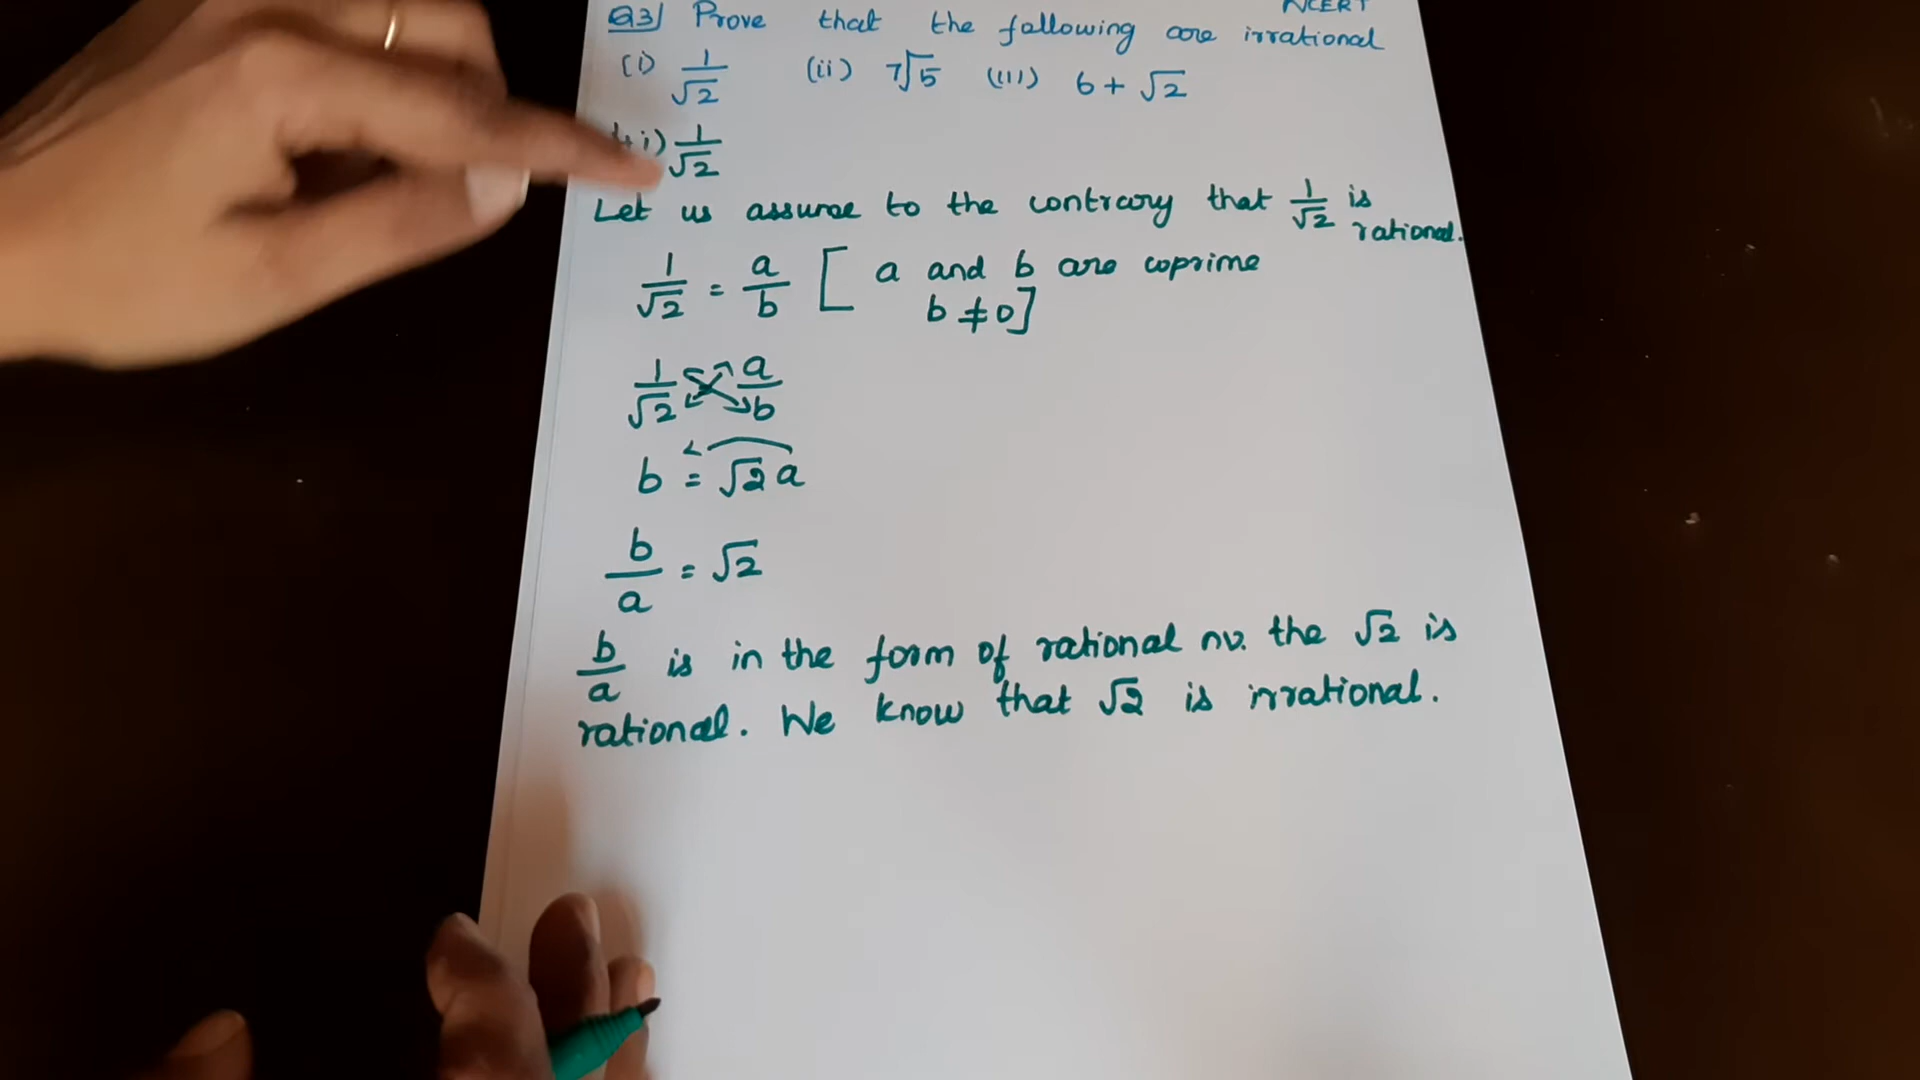 NCERT
Q3) Prove that the following are irrational
(i) 1/√2 (ii) 7√5 (iii) 6 + √2
i) 1/√2
Let us assume to the contrary that 1/√2 is
rational.
1/√2 = a/b [ a and b are coprime
b ≠ 0]
1/√2 a/b
b = √2 a
b/a = √2
b/a is in the form of rational no. the √2 is
rational. We know that √2 is irrational.